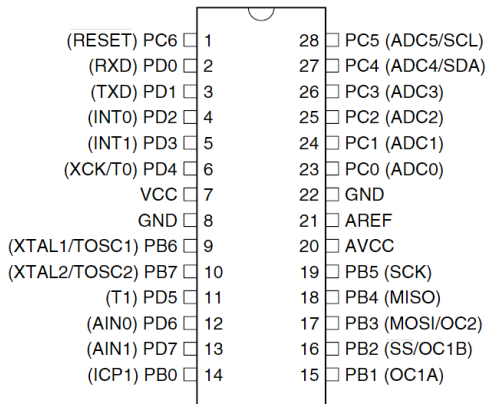 (RESET) PC6 1 28 PC5 (ADC5/SCL)
(RXD) PD0 2 27 PC4 (ADC4/SDA)
(TXD) PD1 3 26 PC3 (ADC3)
(INT0) PD2 4 25 PC2 (ADC2)
(INT1) PD3 5 24 PC1 (ADC1)
(XCK/T0) PD4 6 23 PC0 (ADC0)
VCC 7 22 GND
GND 8 21 AREF
(XTAL1/TOSC1) PB6 9 20 AVCC
(XTAL2/TOSC2) PB7 10 19 PB5 (SCK)
(T1) PD5 11 18 PB4 (MISO)
(AIN0) PD6 12 17 PB3 (MOSI/OC2)
(AIN1) PD7 13 16 PB2 (SS/OC1B)
(ICP1) PB0 14 15 PB1 (OC1A)